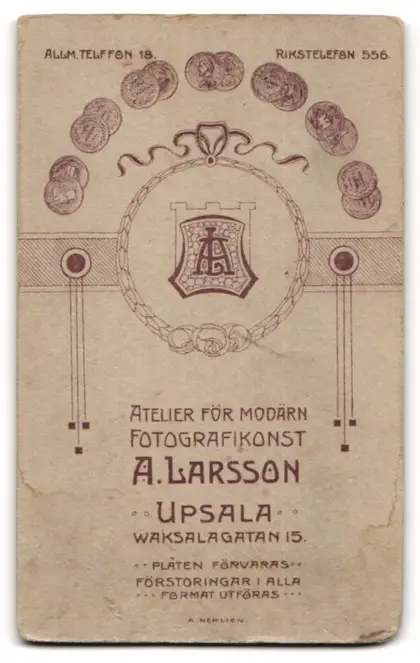 ALLM. TELEFON 18. RIKSTELEFON 556.
AL
ATELIER FÖR MODÄRN
FOTOGRAFIKONST
A. LARSSON
UPSALA
WAKSALAGATAN 15.
PLÅTEN FÖRVARAS
FÖRSTORINGAR I ALLA
FORMAT UTFÖRAS
A. NERLIEN.